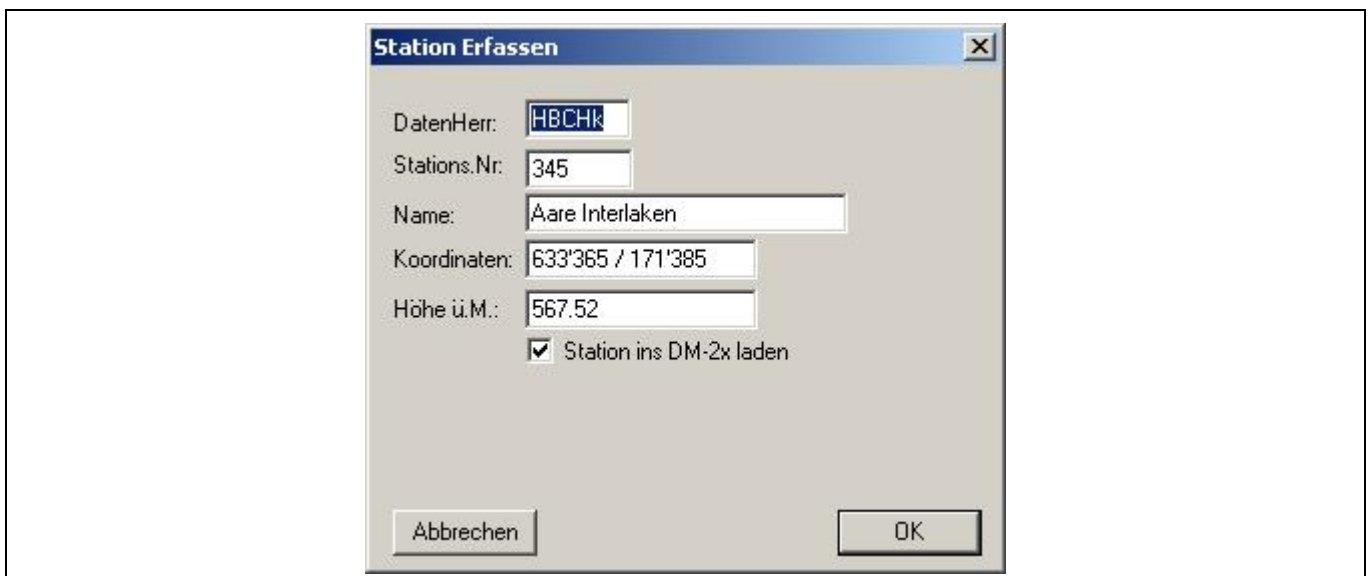 Station Erfassen
DatenHerr: HBCHk
Stations.Nr: 345
Name: Aare Interlaken
Koordinaten: 633'365 / 171'385
Höhe ü.M.: 567.52
Station ins DM-2x laden
Abbrechen OK